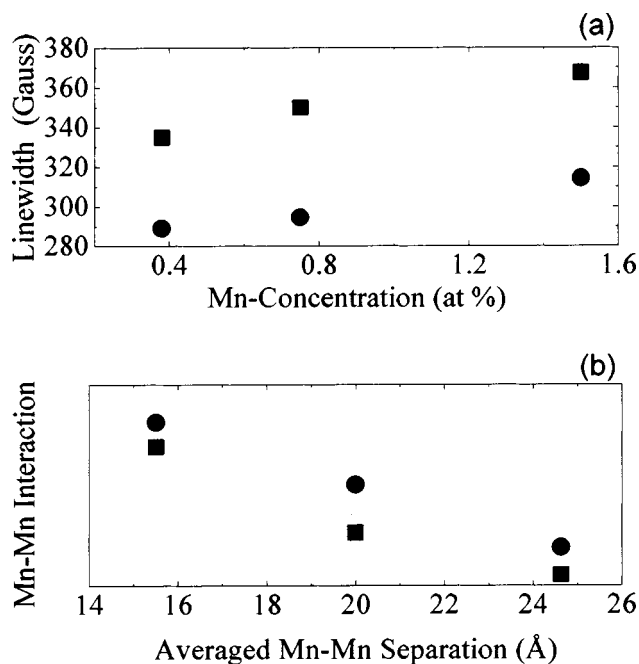 (a)
380
360
340
320
300
280
Linewidth (Gauss)
0.4 0.8 1.2 1.6
Mn-Concentration (at %)
(b)
Mn-Mn Interaction
14 16 18 20 22 24 26
Averaged Mn-Mn Separation (Å)